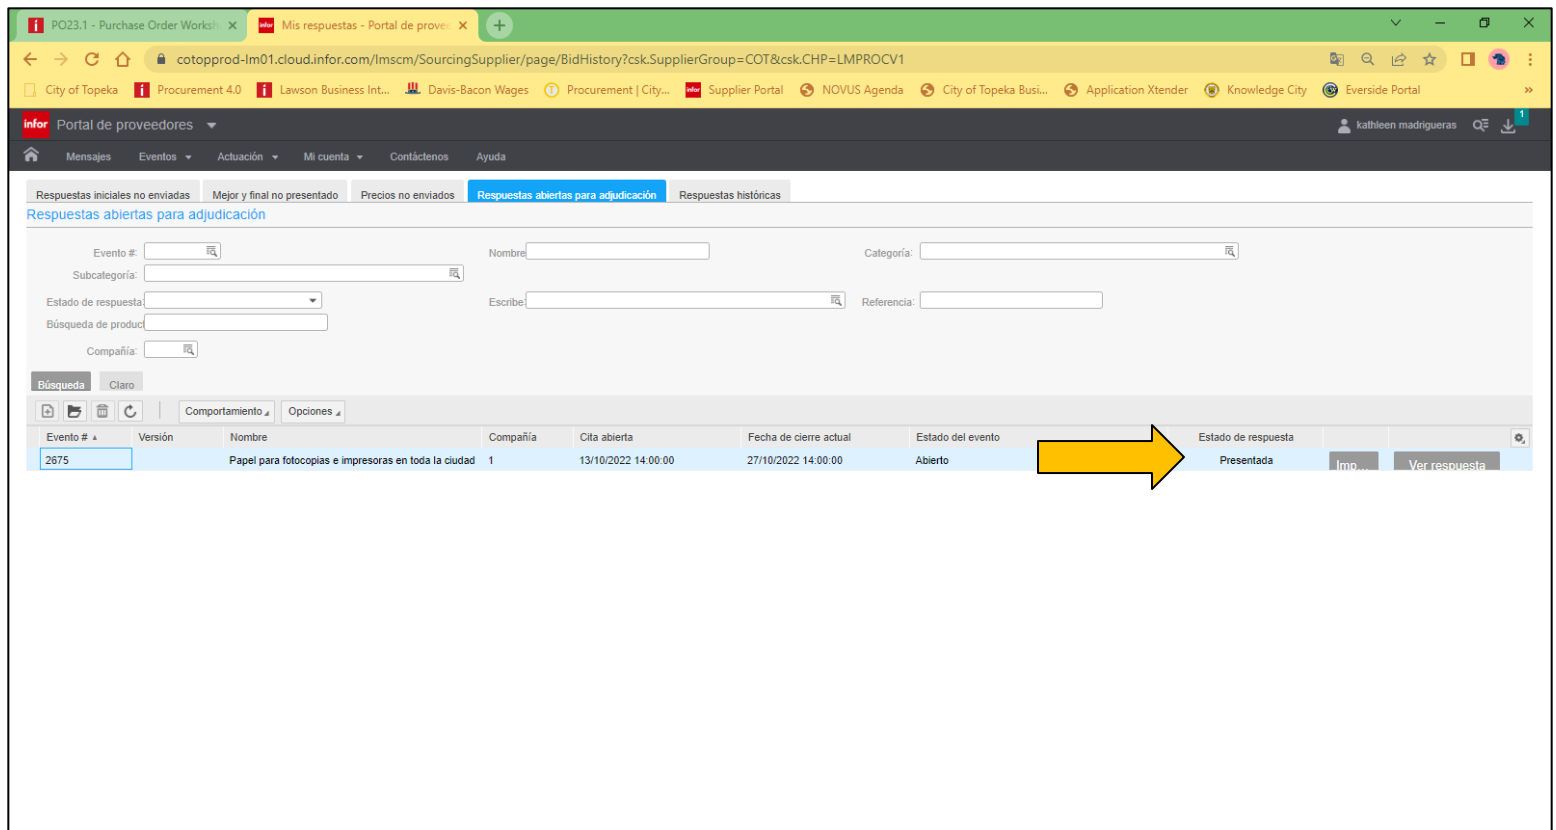 PO23.1 - Purchase Order Worksh
infor Mis respuestas - Portal de provee
cotopprod-lm01.cloud.infor.com/lmscm/SourcingSupplier/page/BidHistory?csk.SupplierGroup=COT&csk.CHP=LMPROCV1
City of Topeka Procurement 4.0 Lawson Business Int... Davis-Bacon Wages Procurement | City... infor Supplier Portal NOVUS Agenda City of Topeka Busi... Application Xtender Knowledge City Everside Portal »
infor Portal de proveedores kathleen madrigueras 1
Mensajes Eventos Actuación Mi cuenta Contáctenos Ayuda
Respuestas iniciales no enviadas Mejor y final no presentado Precios no enviados Respuestas abiertas para adjudicación Respuestas históricas
Respuestas abiertas para adjudicación
Evento #: Nombre Categoría:
Subcategoría:
Estado de respuesta: Escribe: Referencia:
Búsqueda de product
Compañía:
Búsqueda Claro
Comportamiento Opciones
Evento # Versión Nombre Compañía Cita abierta Fecha de cierre actual Estado del evento Estado de respuesta
2675 Papel para fotocopias e impresoras en toda la ciudad 1 13/10/2022 14:00:00 27/10/2022 14:00:00 Abierto Presentada Imp... Ver respuesta